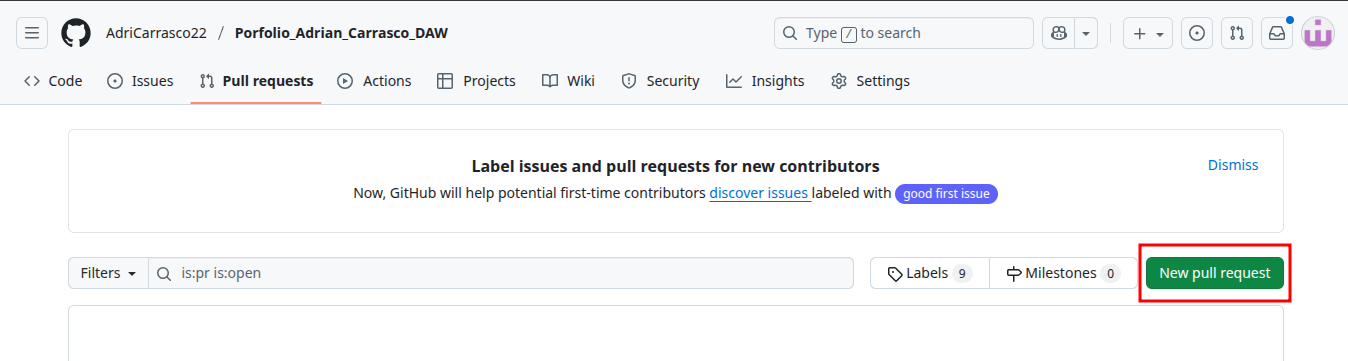 AdriCarrasco22 / Porfolio_Adrian_Carrasco_DAW Type / to search
Code Issues Pull requests Actions Projects Wiki Security Insights Settings
Label issues and pull requests for new contributors
Dismiss
Now, GitHub will help potential first-time contributors discover issues labeled with good first issue
Filters is:pr is:open Labels 9 Milestones 0 New pull request